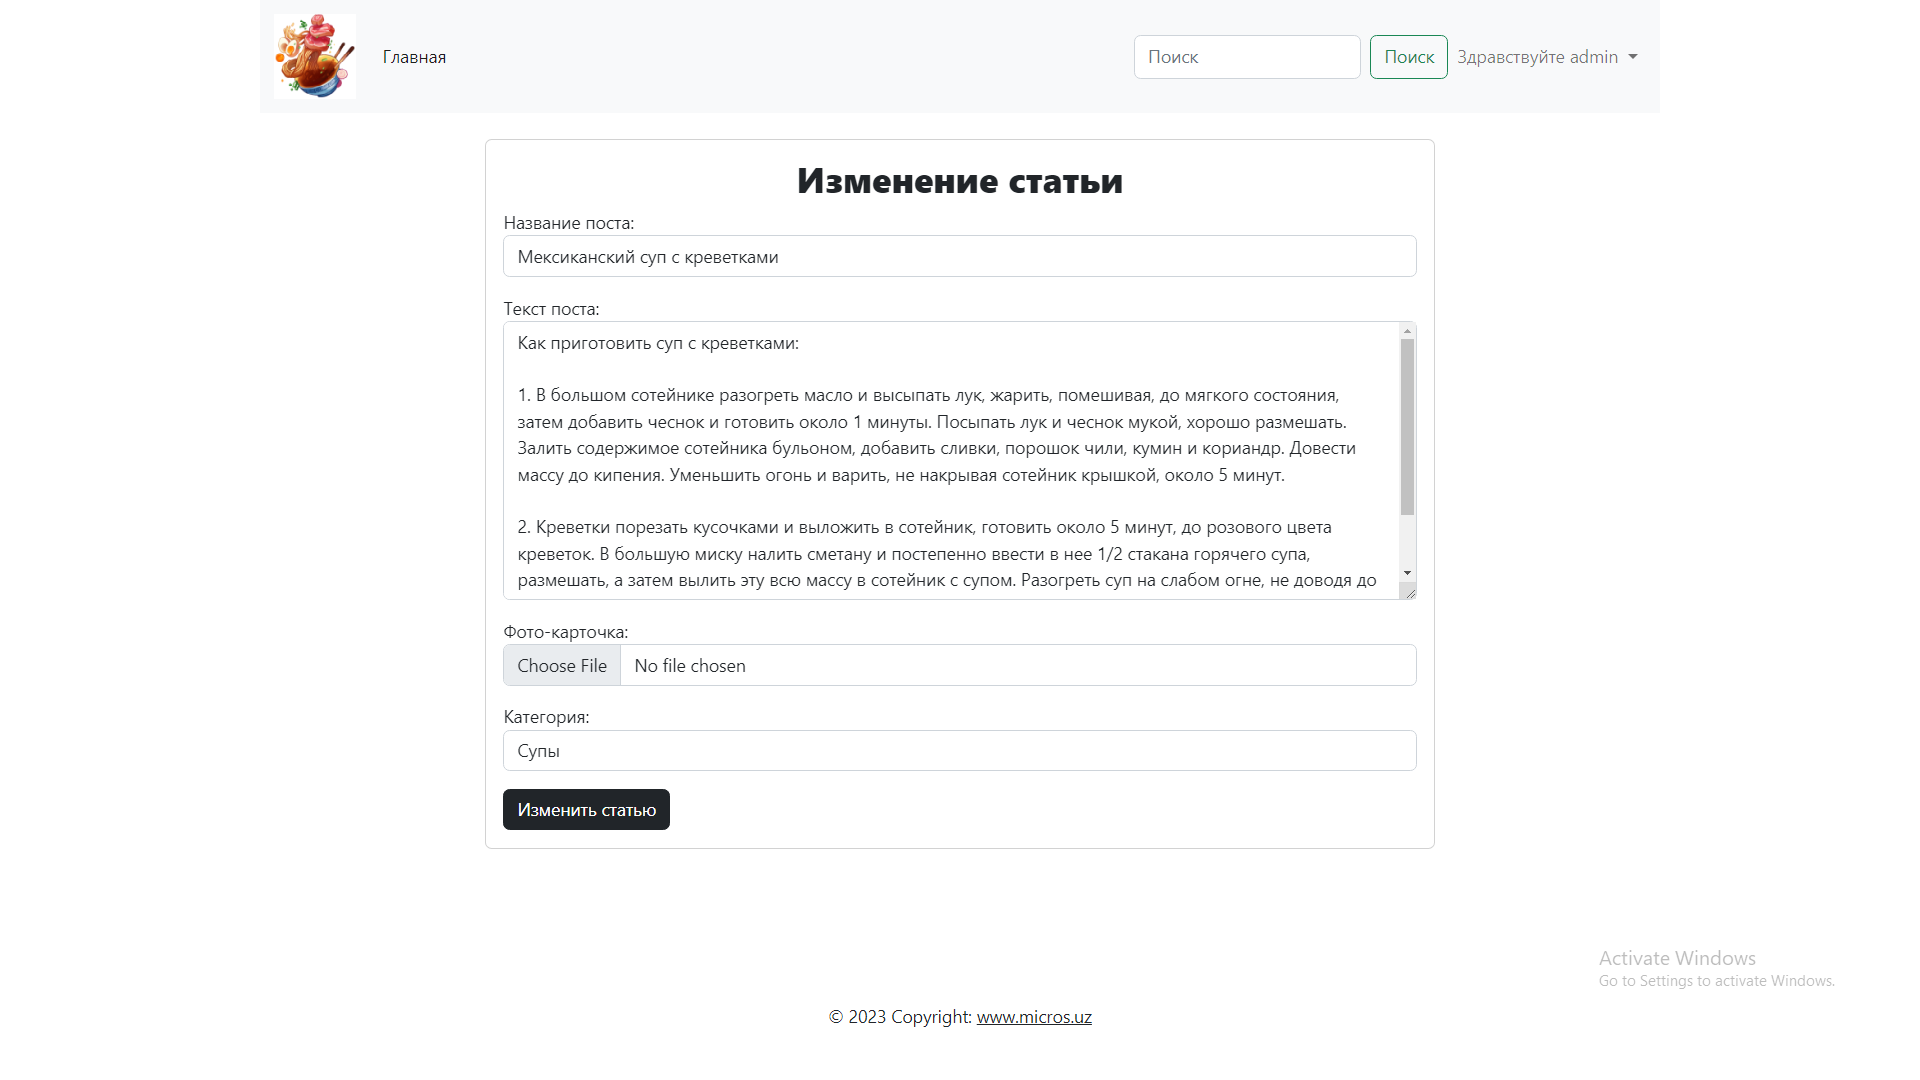 Главная
Поиск
Поиск
Здравствуйте admin
Изменение статьи
Название поста:
Мексиканский суп с креветками
Текст поста:
Как приготовить суп с креветками:
1. В большом сотейнике разогреть масло и высыпать лук, жарить, помешивая, до мягкого состояния,
затем добавить чеснок и готовить около 1 минуты. Посыпать лук и чеснок мукой, хорошо размешать.
Залить содержимое сотейника бульоном, добавить сливки, порошок чили, кумин и кориандр. Довести
массу до кипения. Уменьшить огонь и варить, не накрывая сотейник крышкой, около 5 минут.
2. Креветки порезать кусочками и выложить в сотейник, готовить около 5 минут, до розового цвета
креветок. В большую миску налить сметану и постепенно ввести в нее 1/2 стакана горячего супа,
размешать, а затем вылить эту всю массу в сотейник с супом. Разогреть суп на слабом огне, не доводя до
Фото-карточка:
Choose File No file chosen
Категория:
Супы
Изменить статью
Activate Windows
Go to Settings to activate Windows.
© 2023 Copyright: www.micros.uz